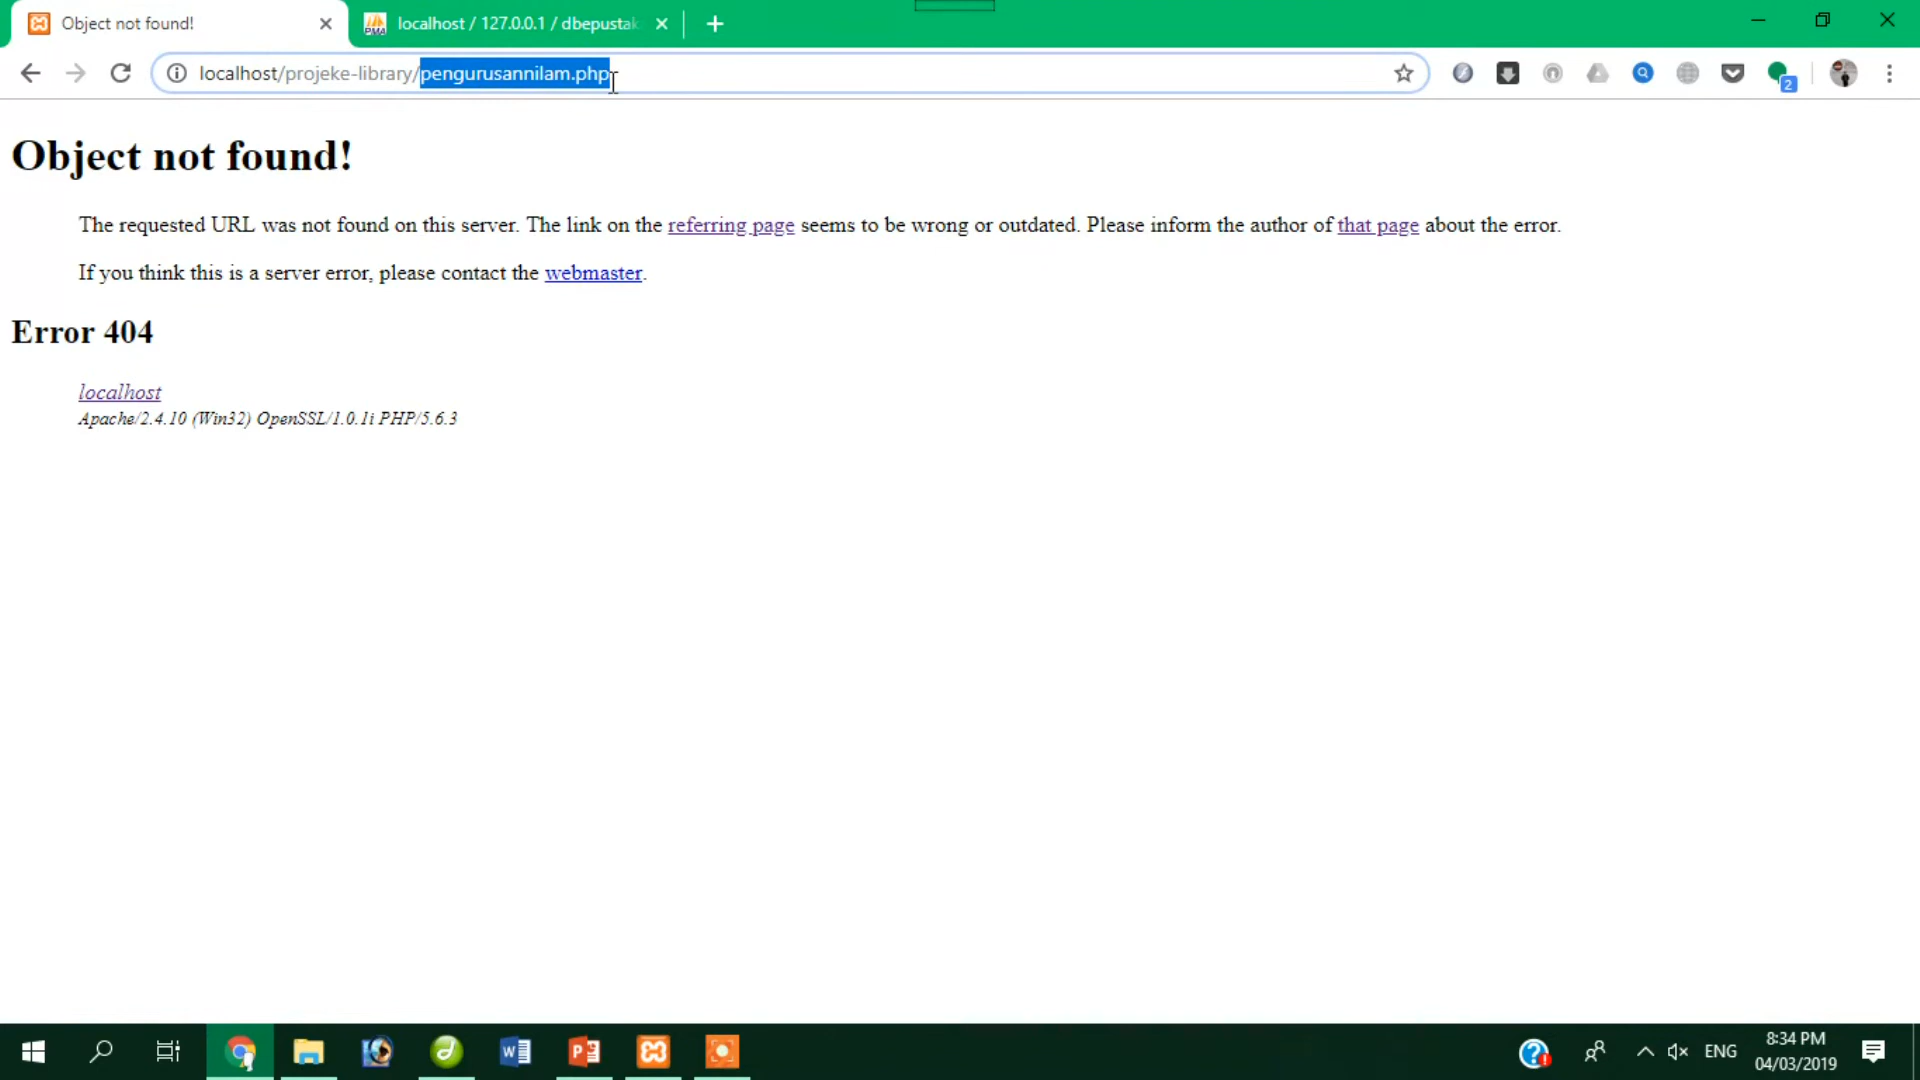 Object not found!
localhost / 127.0.0.1 / dbepustak
localhost/projeke-library/pengurusannilam.php
2
Object not found!
The requested URL was not found on this server. The link on the referring page seems to be wrong or outdated. Please inform the author of that page about the error.
If you think this is a server error, please contact the webmaster.
Error 404
localhost
Apache/2.4.10 (Win32) OpenSSL/1.0.1i PHP/5.6.3
ENG
8:34 PM
04/03/2019